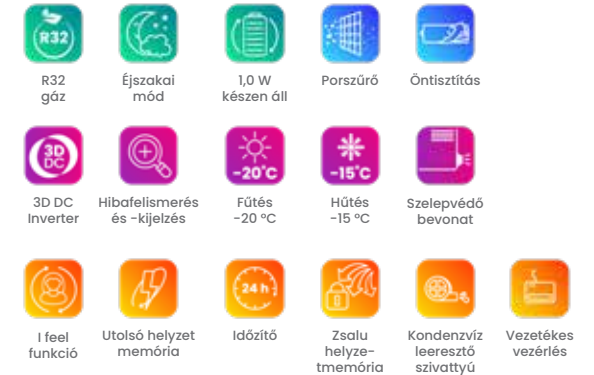 R32
R32
gáz
Éjszakai
mód
1,0 W
készen áll
Porszűrő
Öntisztítás
3D
DC
-20°C
-15°C
3D DC
Inverter
Hibafelismerés
és -kijelzés
Fűtés
-20 °C
Hűtés
-15 °C
Szelepvédő
bevonat
24 h
I feel
funkció
Utolsó helyzet
memória
Időzítő
Zsalu
helyze-
tmemória
Kondenzvíz
leeresztő
szivattyú
Vezetékes
vezérlés